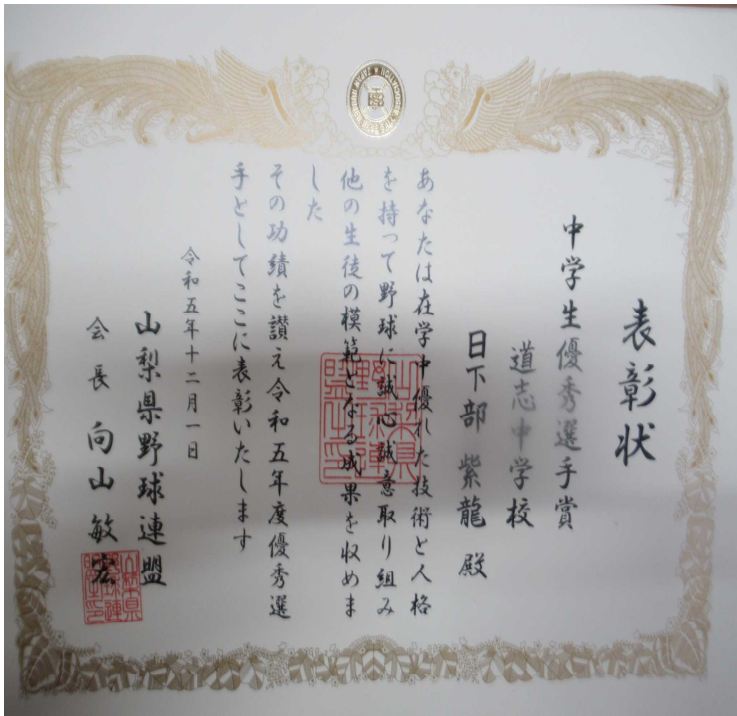 表彰状
中学生優秀選手賞
道志中学校
日下部 紫龍 殿
あなたは在学中優れた技術と人格
を持って野球に誠心誠意取り組み
他の生徒の模範となる成果を収めま
した
その功績を讃え令和五年度優秀選
手としてここに表彰いたします
令和五年十二月一日
山梨県野球連盟
会長 向山敏宏